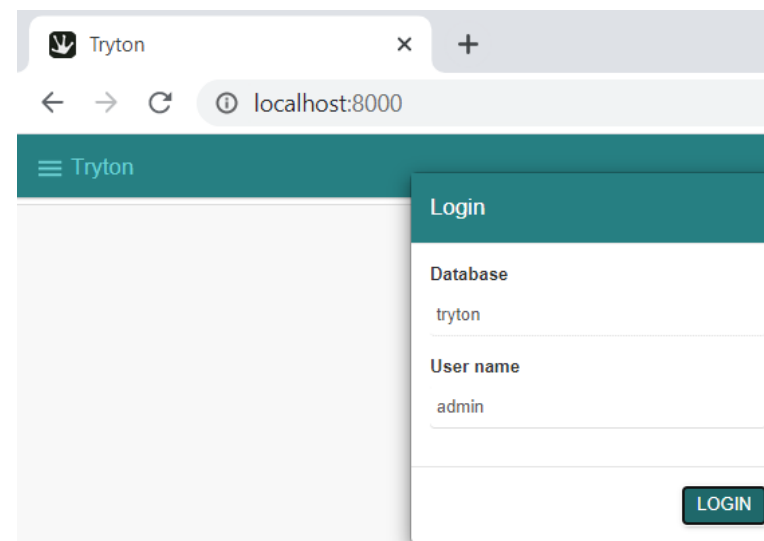 Tryton
localhost:8000
Tryton
Login
Database
tryton
User name
admin
LOGIN